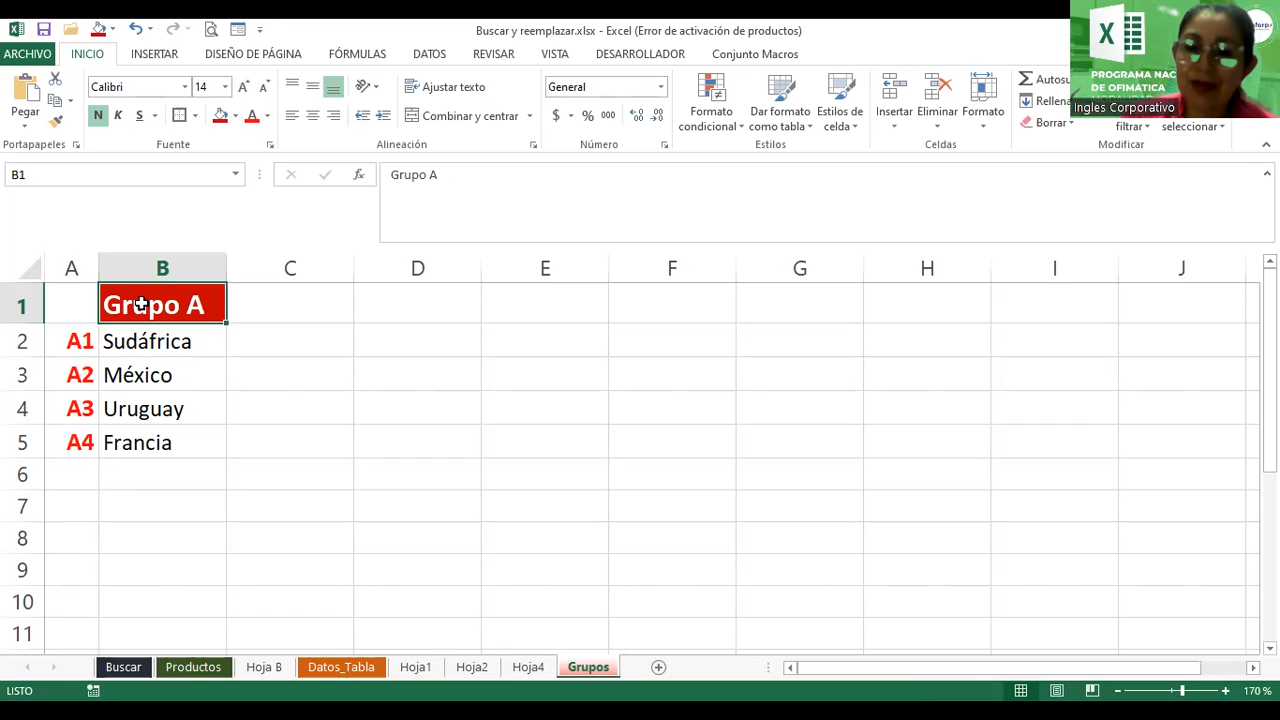 Buscar y reemplazar.xlsx - Excel (Error de activación de productos)
ARCHIVO INICIO INSERTAR DISEÑO DE PÁGINA FÓRMULAS DATOS REVISAR VISTA DESARROLLADOR Conjunto Macros
PROGRAMA NAC
DE OFIMATICA
Ingles Corporativo
Pegar
Calibri 14
N K S
Ajustar texto
Combinar y centrar
General
$ % 000
Formato condicional
Dar formato como tabla
Estilos de celda
Insertar
Eliminar
Formato
Autosu
Rellena
Borrar
filtrar
seleccionar
Portapapeles Fuente Alineación Número Estilos Celdas Modificar
B1 fx Grupo A
A B C D E F G H I J
1 Grupo A
2 A1 Sudáfrica
3 A2 México
4 A3 Uruguay
5 A4 Francia
6
7
8
9
10
11
Buscar Productos Hoja B Datos_Tabla Hoja1 Hoja2 Hoja4 Grupos
LISTO 170 %